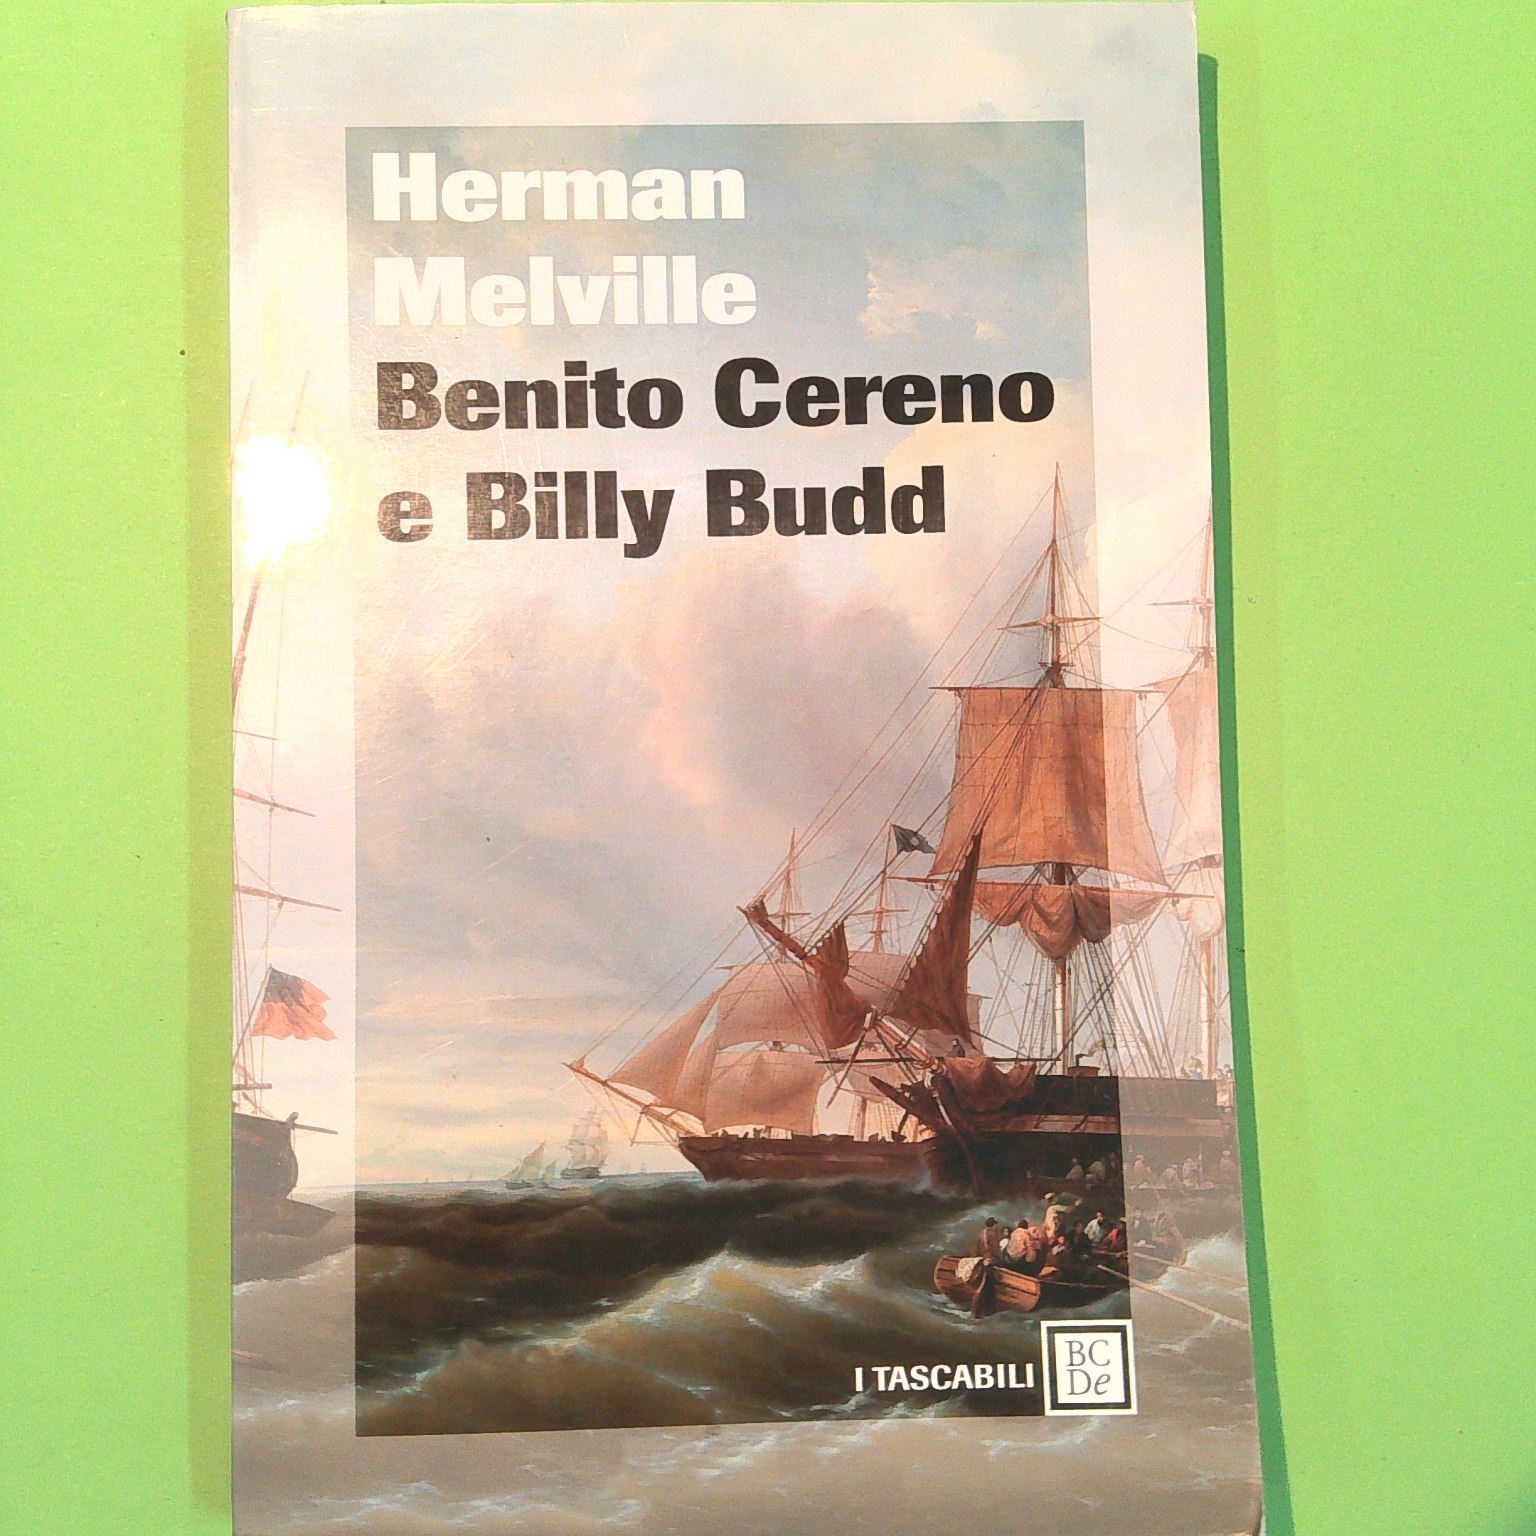 Herman
Melville
Benito Cereno
e Billy Budd
I TASCABILI
BC
De